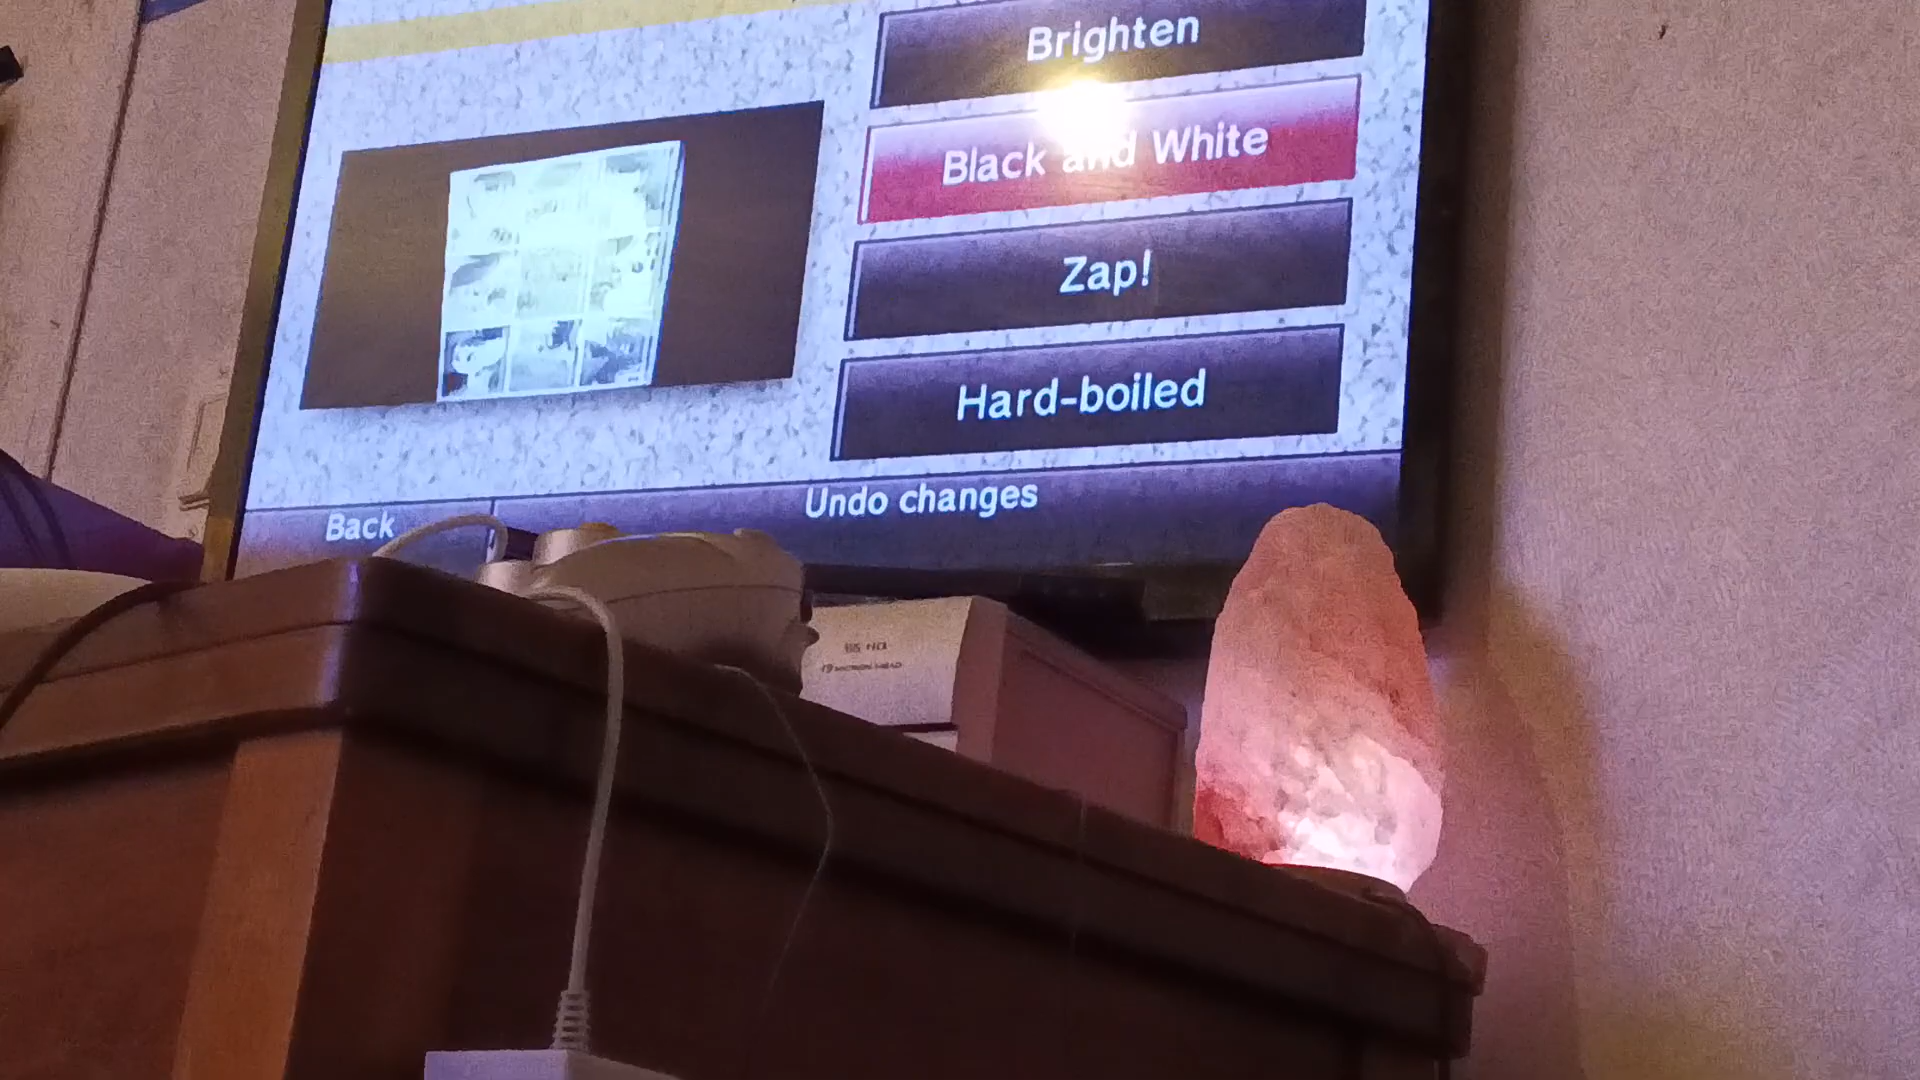 Brighten
Black and White
Zap!
Hard-boiled
Back
Undo changes